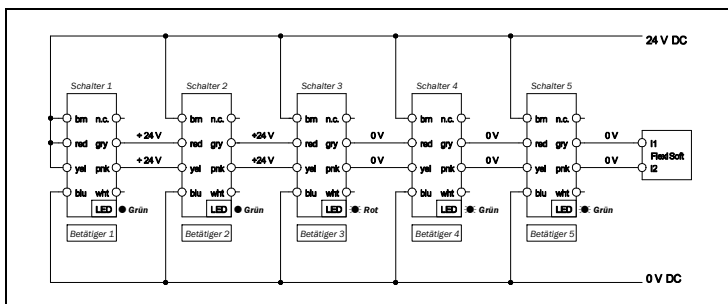 24 V DC
Schalter 1 Schalter 2 Schalter 3 Schalter 4 Schalter 5
brn n.c. brn n.c. brn n.c. brn n.c. brn n.c.
+ 24 V +24 V 0 V 0 V 0 V
red gry red gry red gry red gry red gry I1
FlexiSoft
+ 24 V +24 V 0 V 0 V 0 V
yel pnk yel pnk yel pnk yel pnk yel pnk I2
blu wht blu wht blu wht blu wht blu wht
LED Grün LED Grün LED Rot LED Grün LED Grün
Betätiger 1 Betätiger 2 Betätiger 3 Betätiger 4 Betätiger 5
0 V DC